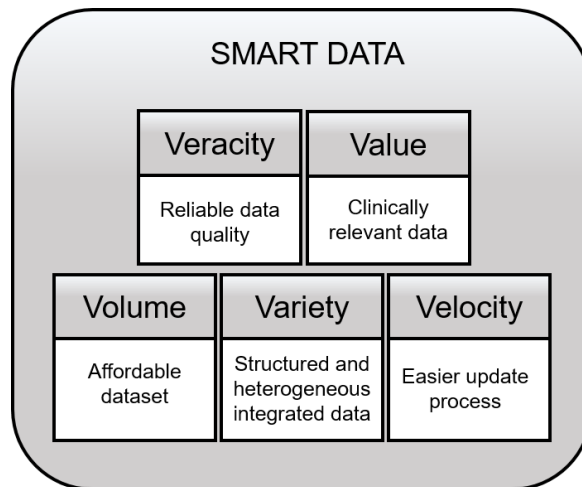 SMART DATA
Veracity
Reliable data
quality
Value
Clinically
relevant data
Volume
Affordable
dataset
Variety
Structured and
heterogeneous
integrated data
Velocity
Easier update
process